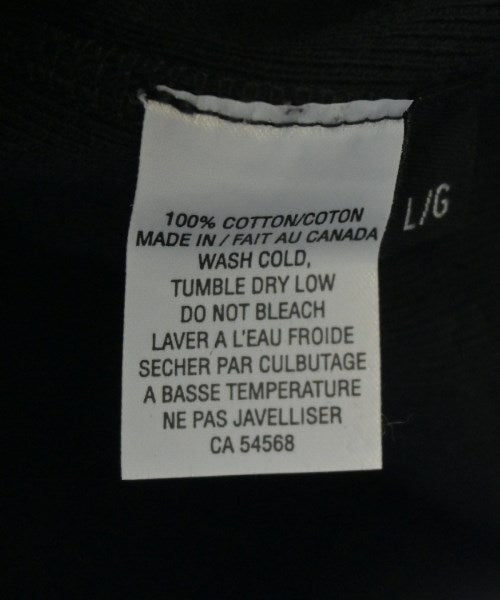 100% COTTON/COTON
MADE IN / FAIT AU CANADA
WASH COLD,
TUMBLE DRY LOW
DO NOT BLEACH
LAVER A L'EAU FROIDE
SECHER PAR CULBUTAGE
A BASSE TEMPERATURE
NE PAS JAVELLISER
CA 54568
L/G